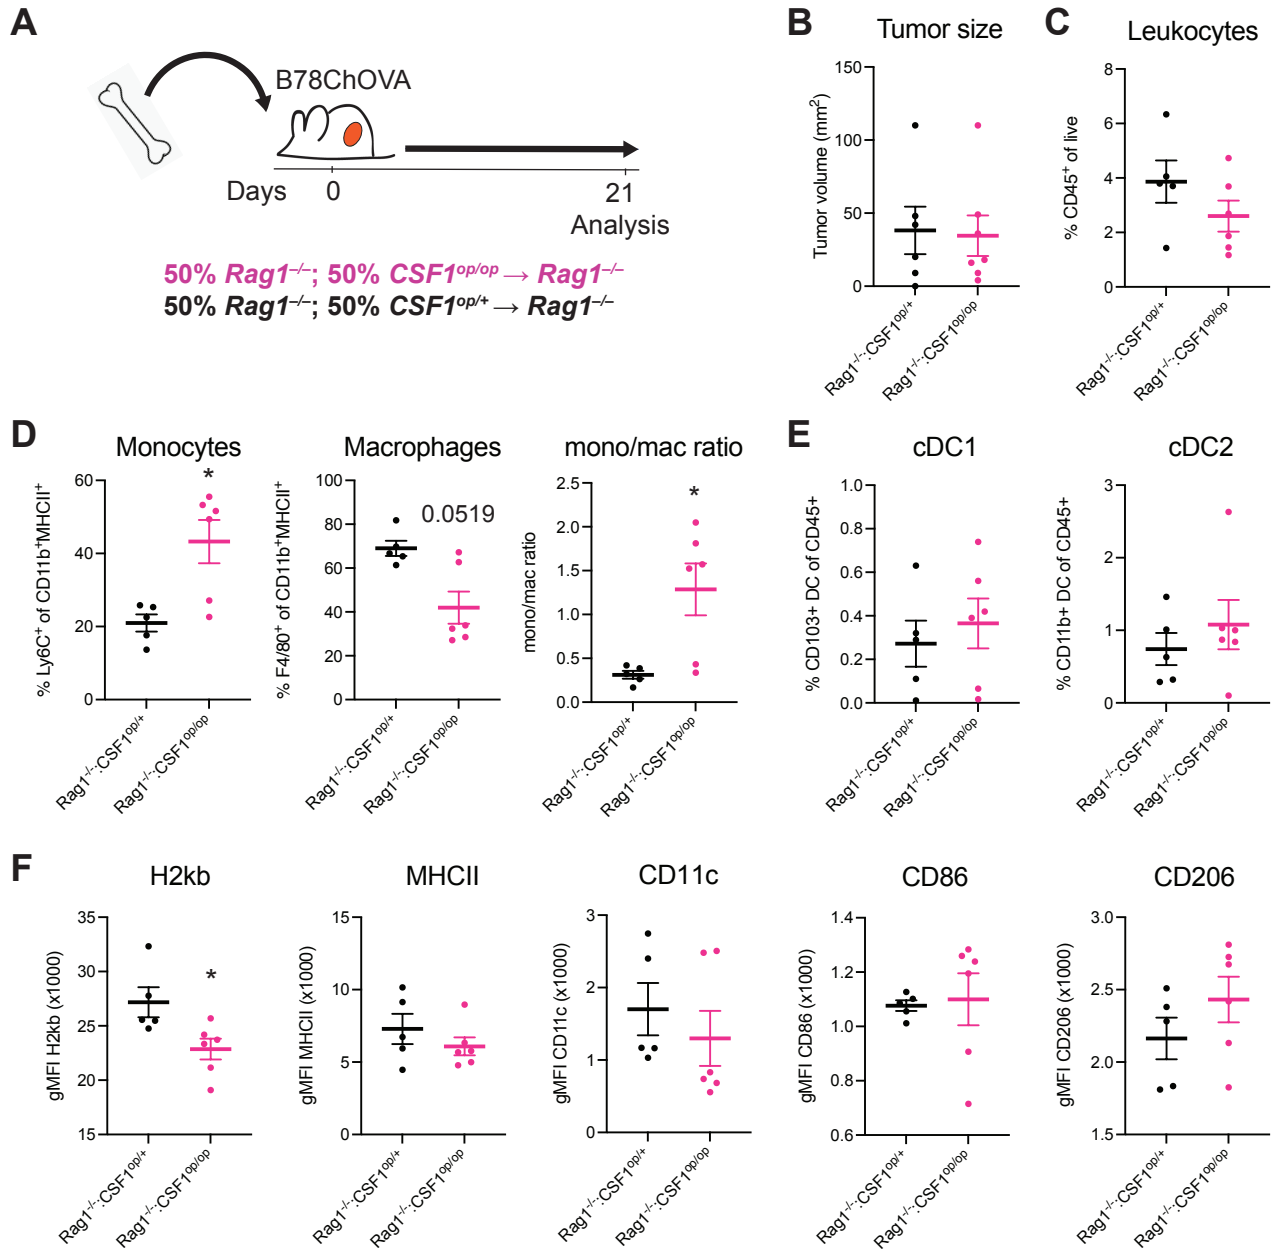 A
B78ChOVA
Days 0 21
Analysis
50% Rag1–/–; 50% CSF1op/op → Rag1–/–
50% Rag1–/–; 50% CSF1op/+ → Rag1–/–
B
Tumor size
Tumor volume (mm²)
150
100
50
0
Rag1-/-:CSF1op/+
Rag1-/-:CSF1op/op
C
Leukocytes
% CD45+ of live
8
6
4
2
0
Rag1-/-:CSF1op/+
Rag1-/-:CSF1op/op
D
Monocytes
% Ly6C+ of CD11b+MHCII+
60
40
20
0
*
Rag1-/-:CSF1op/+
Rag1-/-:CSF1op/op
Macrophages
% F4/80+ of CD11b+MHCII+
100
80
60
40
20
0
0.0519
Rag1-/-:CSF1op/+
Rag1-/-:CSF1op/op
mono/mac ratio
mono/mac ratio
2.5
2.0
1.5
1.0
0.5
0.0
*
Rag1-/-:CSF1op/+
Rag1-/-:CSF1op/op
E
cDC1
% CD103+ DC of CD45+
1.0
0.8
0.6
0.4
0.2
0.0
Rag1-/-:CSF1op/+
Rag1-/-:CSF1op/op
cDC2
% CD11b+ DC of CD45+
3
2
1
0
Rag1-/-:CSF1op/+
Rag1-/-:CSF1op/op
F
H2kb
gMFI H2kb (x1000)
35
30
25
20
15
*
Rag1-/-:CSF1op/+
Rag1-/-:CSF1op/op
MHCII
gMFI MHCII (x1000)
15
10
5
0
Rag1-/-:CSF1op/+
Rag1-/-:CSF1op/op
CD11c
gMFI CD11c (x1000)
3
2
1
0
Rag1-/-:CSF1op/+
Rag1-/-:CSF1op/op
CD86
gMFI CD86 (x1000)
1.4
1.2
1.0
0.8
0.6
Rag1-/-:CSF1op/+
Rag1-/-:CSF1op/op
CD206
gMFI CD206 (x1000)
3.0
2.5
2.0
1.5
Rag1-/-:CSF1op/+
Rag1-/-:CSF1op/op